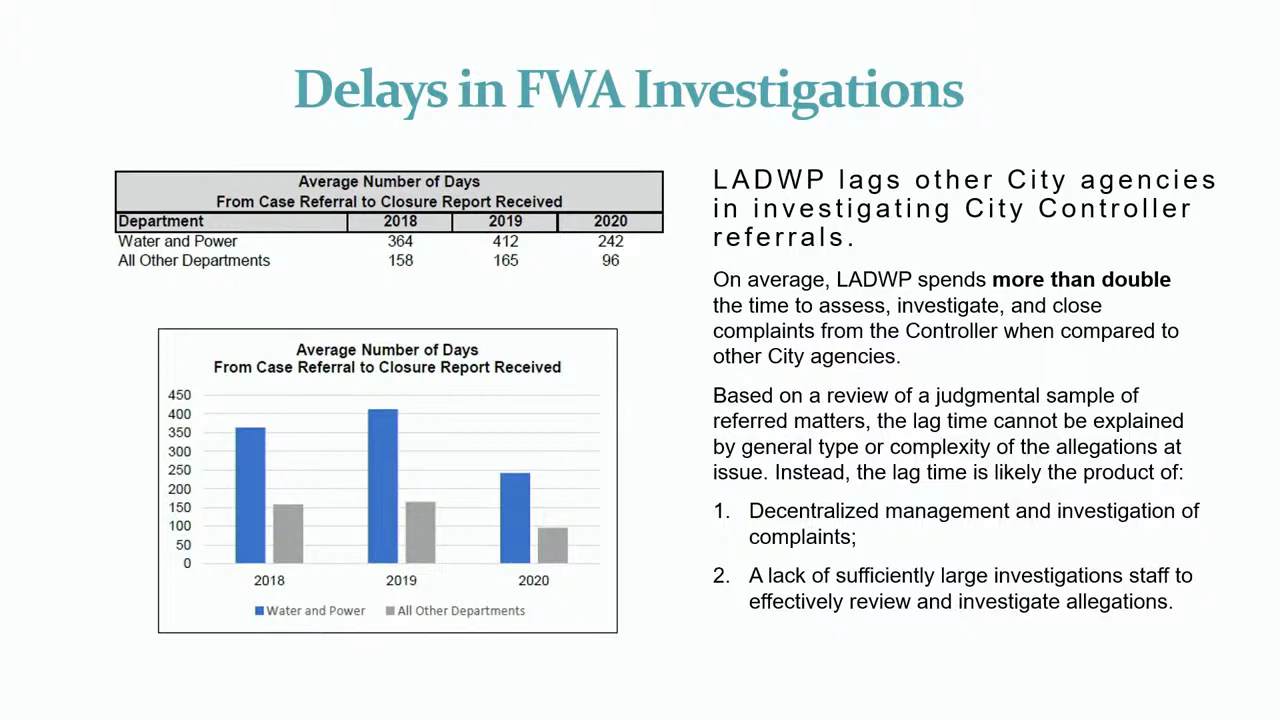 Delays in FWA Investigations
Average Number of Days
From Case Referral to Closure Report Received
Department 2018 2019 2020
Water and Power 364 412 242
All Other Departments 158 165 96
Average Number of Days
From Case Referral to Closure Report Received
450
400
350
300
250
200
150
100
50
0
2018 2019 2020
Water and Power All Other Departments
LADWP lags other City agencies
in investigating City Controller
referrals.
On average, LADWP spends more than double
the time to assess, investigate, and close
complaints from the Controller when compared to
other City agencies.
Based on a review of a judgmental sample of
referred matters, the lag time cannot be explained
by general type or complexity of the allegations at
issue. Instead, the lag time is likely the product of:
1. Decentralized management and investigation of
complaints;
2. A lack of sufficiently large investigations staff to
effectively review and investigate allegations.